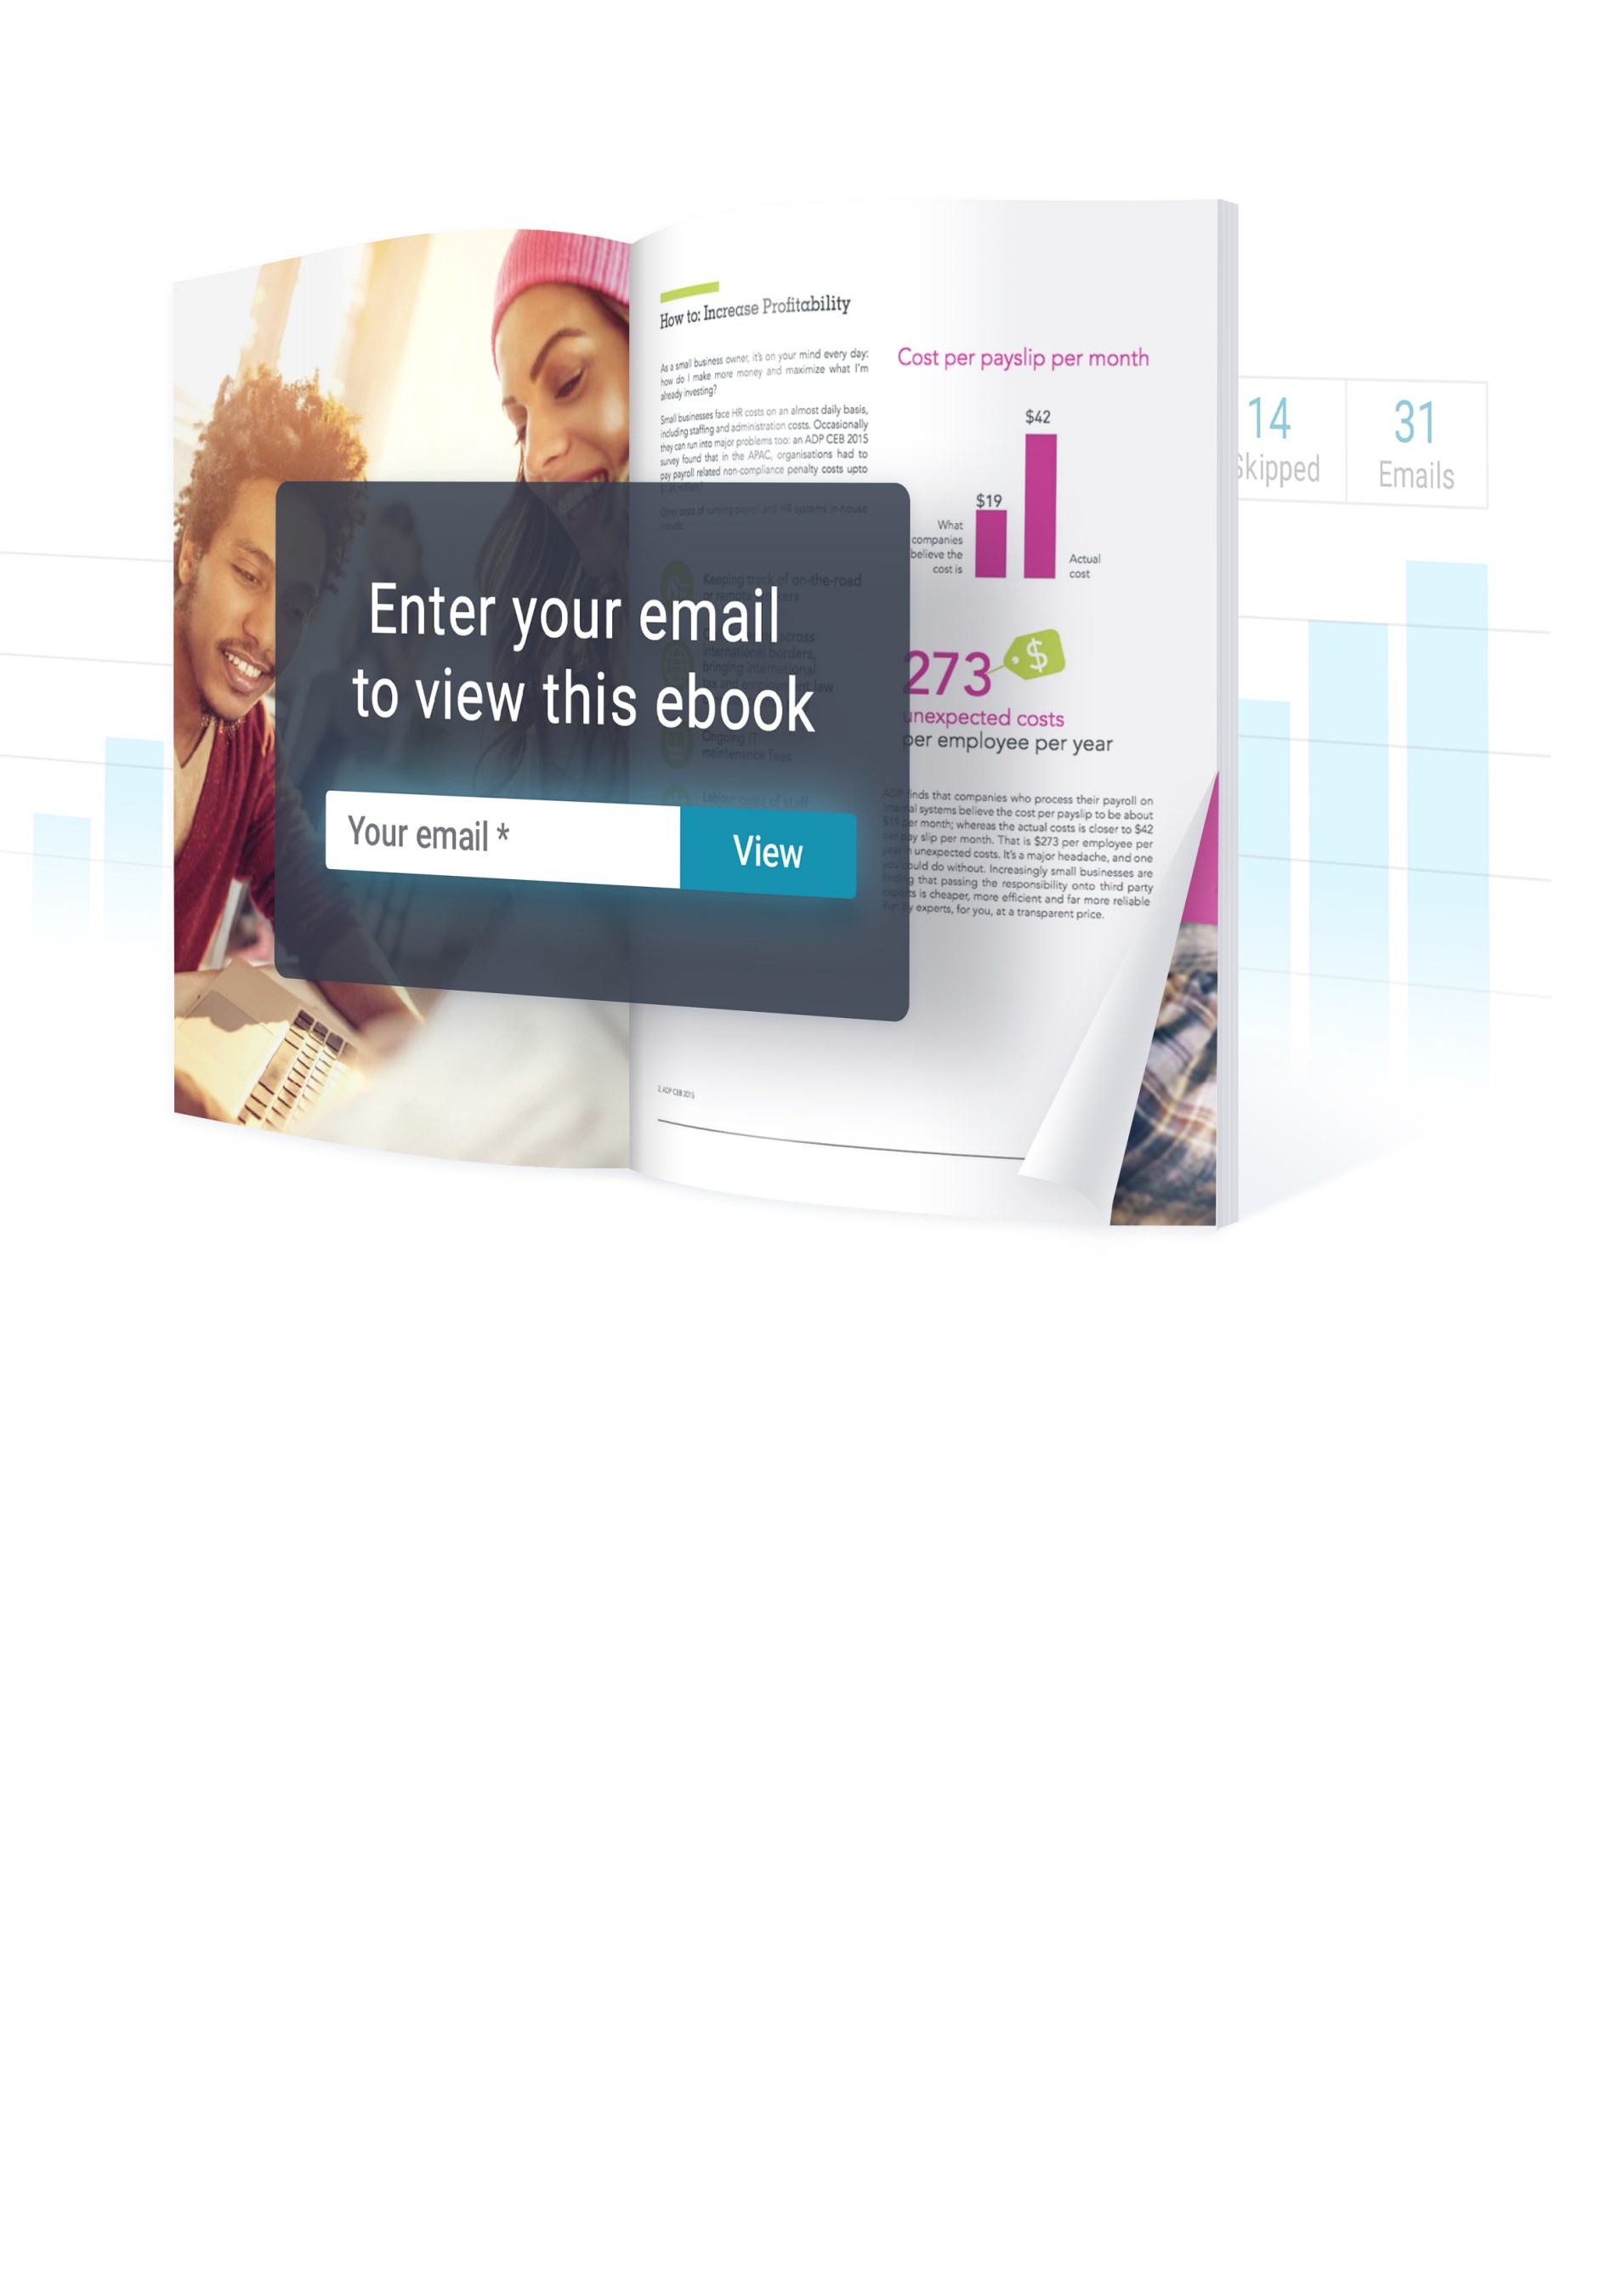 How to: Increase Profitability
As a small business owner, it's on your mind every day:
how do I make more money and maximize what I'm
already investing?
Small businesses face HR costs on an almost daily basis,
including staffing and administration costs. Occasionally
they can run into major problems too: an ADP CEB 2015
survey found that in the APAC, organisations had to
pay payroll related non-compliance penalty costs upto
Other costs of running payroll and HR systems in-house
include:
Keeping track of on-the-road
or remote workers
across
international borders,
bringing international
tax and employment law
Ongoing IT
maintenance fees
Labour costs of staff
2 ADP CEB 2015
Cost per payslip per month
$42
$19
What
companies
believe the
cost is
Actual
cost
273
$
unexpected costs
per employee per year
ADP finds that companies who process their payroll on
internal systems believe the cost per payslip to be about
$19 per month; whereas the actual costs is closer to $42
per pay slip per month. That is $273 per employee per
year in unexpected costs. It's a major headache, and one
you could do without. Increasingly small businesses are
finding that passing the responsibility onto third party
experts is cheaper, more efficient and far more reliable
Run by experts, for you, at a transparent price.
Enter your email
to view this ebook
Your email *
View
14
Skipped
31
Emails